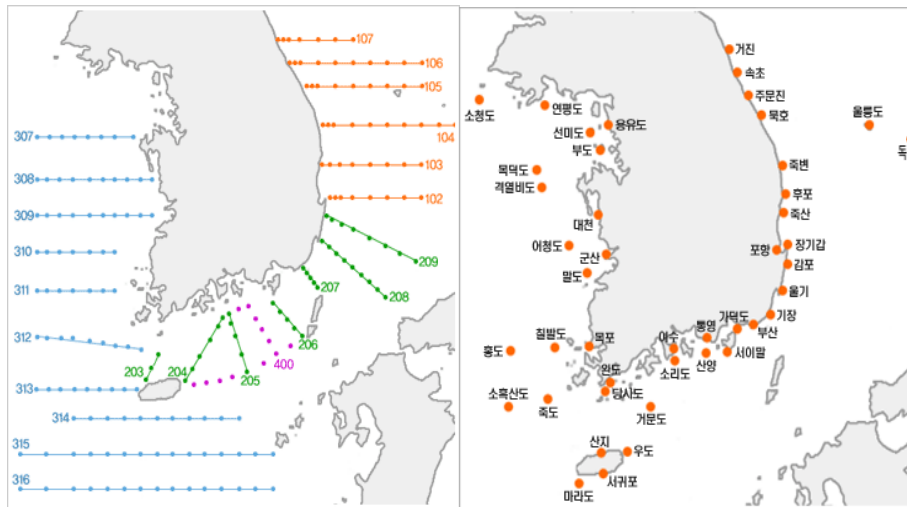 107
106
105
104
103
102
209
208
207
206
400
205
204
203
307
308
309
310
311
312
313
314
315
316
거진
속초
주문진
묵호
울릉도
독
소청도
연평도
선미도
용유도
부도
목덕도
격열비도
죽변
후포
죽산
대천
어청도
군산
말도
포항
장기갑
감포
울기
기장
가덕도
부산
통영
여수
서이말
산양
소리도
칠발도
목포
홍도
완도
당사도
소흑산도
죽도
거문도
산지
우도
서귀포
마라도